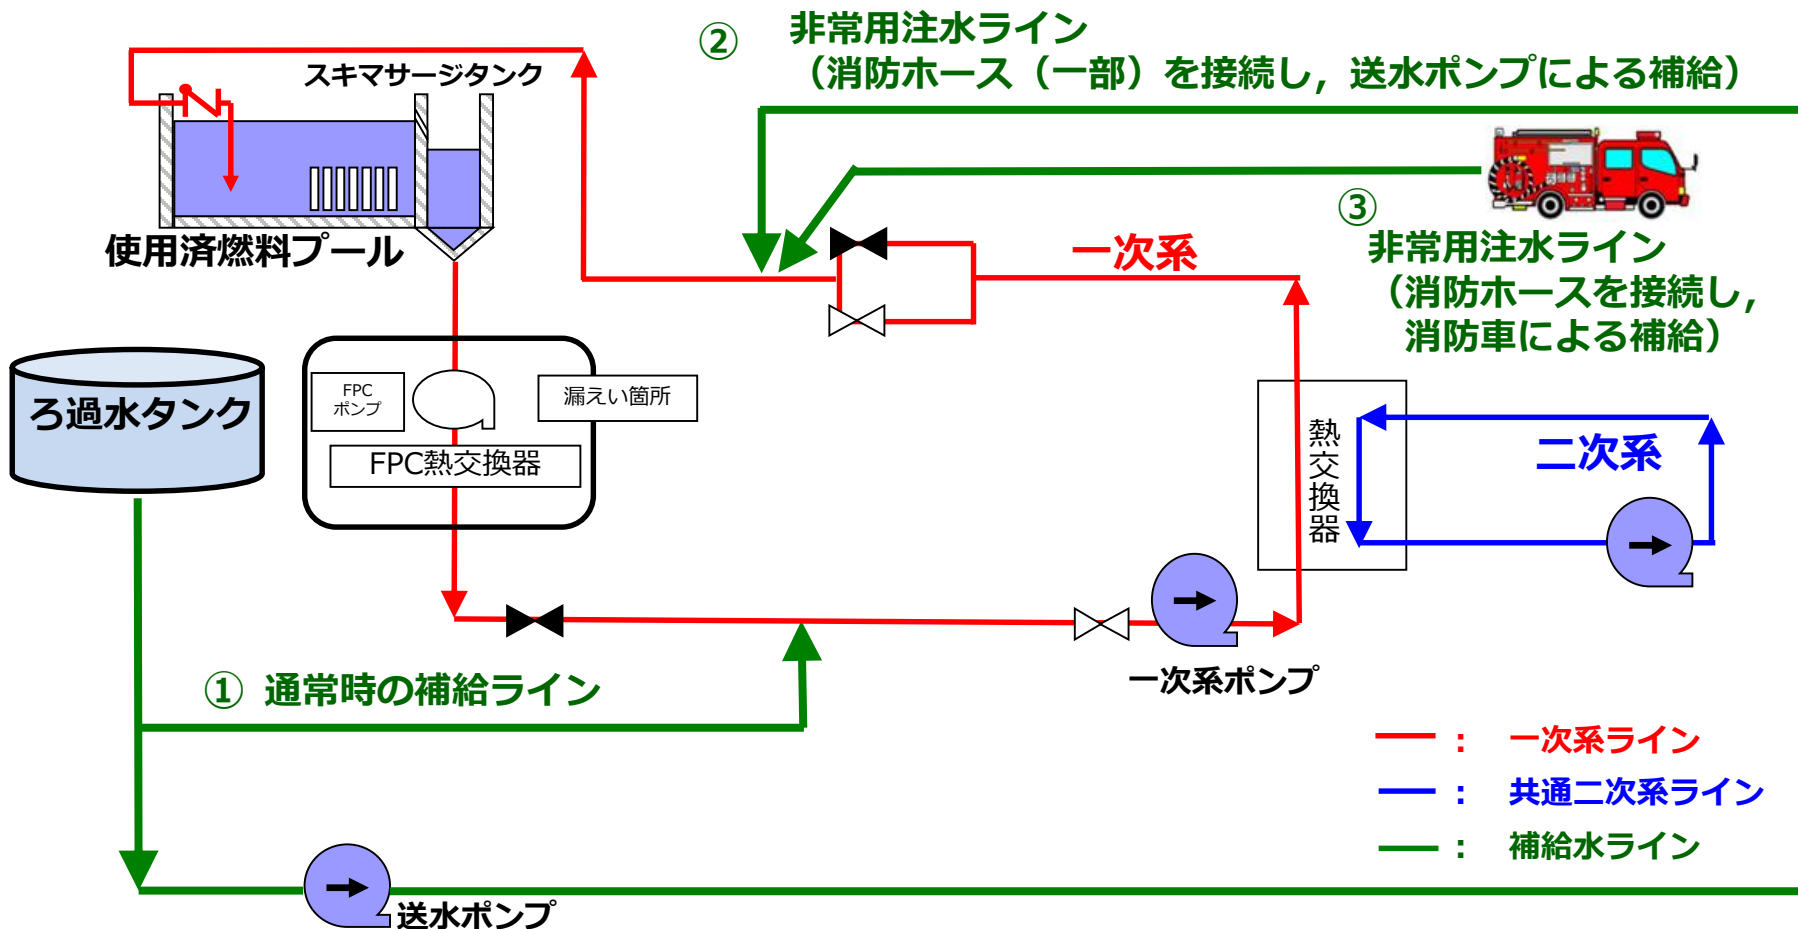 ②
非常用注水ライン
（消防ホース（一部）を接続し，送水ポンプによる補給）
スキマサージタンク
使用済燃料プール
③
非常用注水ライン
（消防ホースを接続し，
消防車による補給）
一次系
ろ過水タンク
FPC
ポンプ
漏えい箇所
FPC熱交換器
熱交換器
二次系
一次系ポンプ
① 通常時の補給ライン
： 一次系ライン
： 共通二次系ライン
： 補給水ライン
送水ポンプ